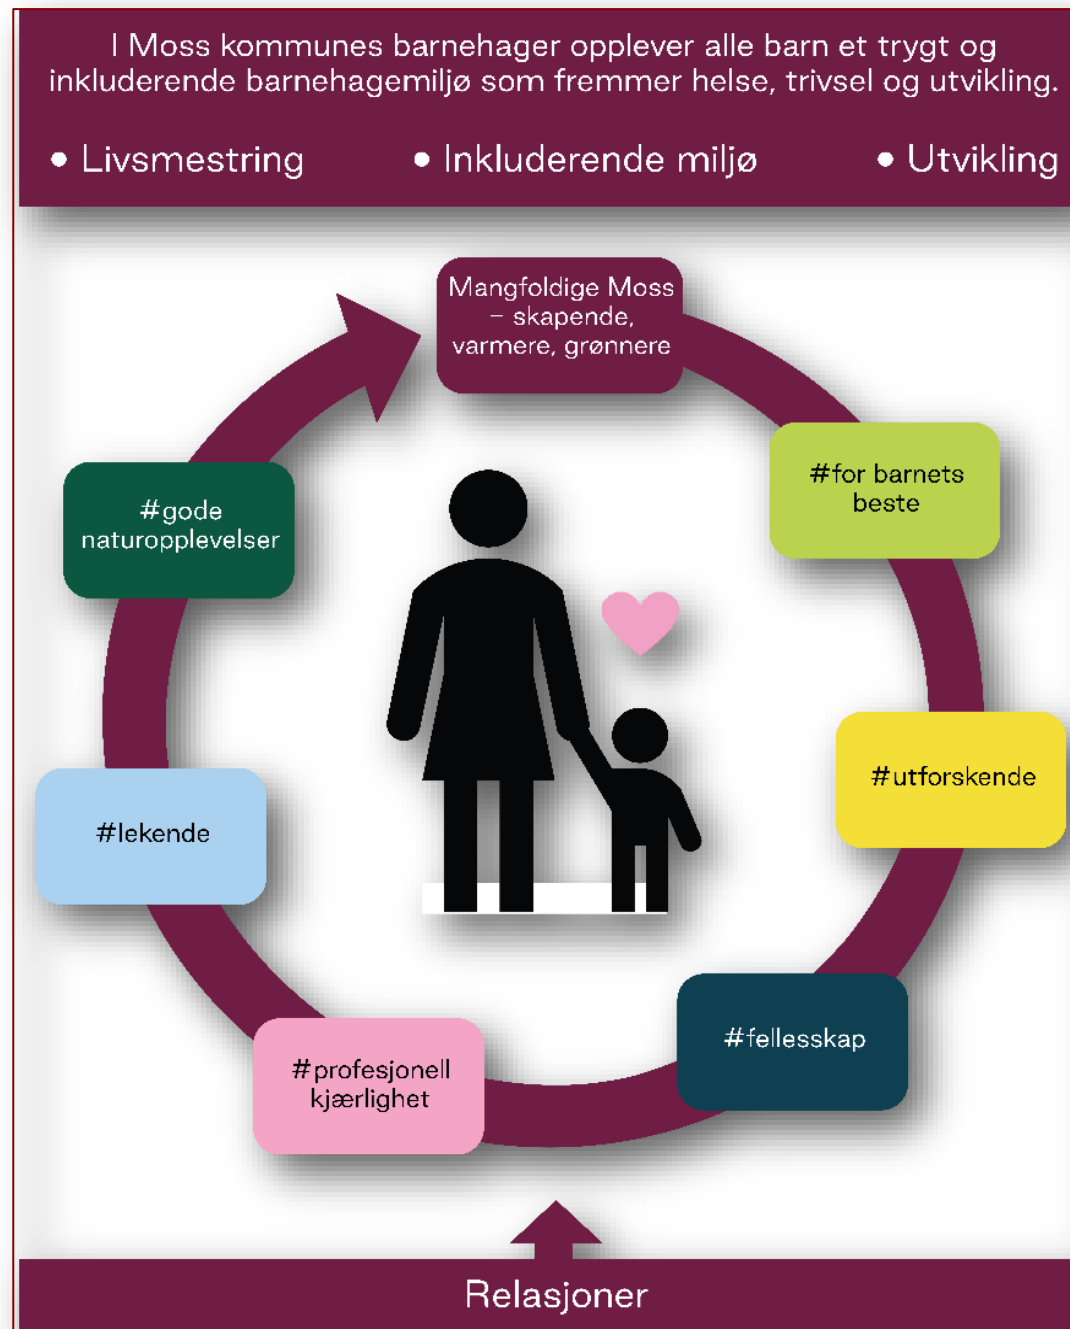 I Moss kommunes barnehager opplever alle barn et trygt og
inkluderende barnehagemiljø som fremmer helse, trivsel og utvikling.
• Livsmestring • Inkluderende miljø • Utvikling
Mangfoldige Moss
– skapende,
varmere, grønnere
#for barnets
beste
#utforskende
#fellesskap
#profesjonell
kjærlighet
#lekende
#gode
naturopplevelser
Relasjoner